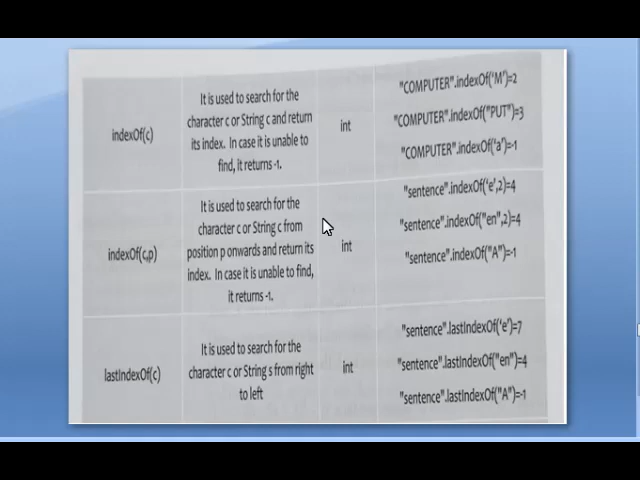 indexOf(c)
It is used to search for the
character c or String c and return
its index. In case it is unable to
find, it returns -1.
int
"COMPUTER".indexOf('M')=2
"COMPUTER".indexOf("PUT")=3
"COMPUTER".indexOf('a')=-1
indexOf(c,p)
It is used to search for the
character c or String c from
position p onwards and return its
index. In case it is unable to find,
it returns -1.
int
"sentence".indexOf('e',2)=4
"sentence".indexOf("en",2)=4
"sentence".indexOf("A")=-1
lastIndexOf(c)
It is used to search for the
character c or String s from right
to left
int
"sentence".lastIndexOf('e')=7
"sentence".lastIndexOf("en")=4
"sentence".lastIndexOf("A")=-1